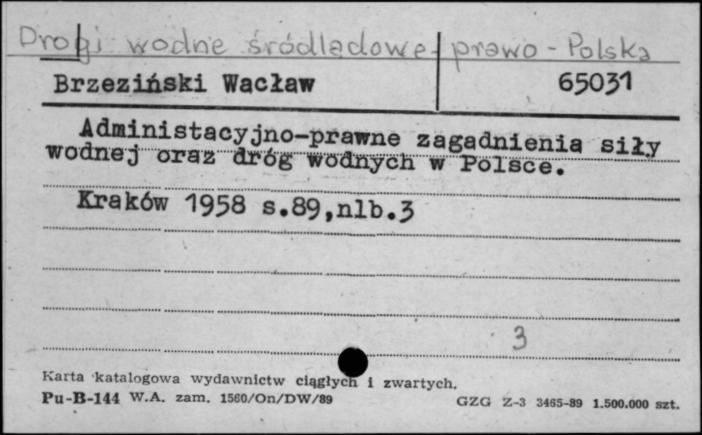 Drogi wodne śródlądowe - prawo - Polska
Brzeziński Wacław 65031
Administacyjno-prawne zagadnienia siły
wodnej oraz dróg wodnych w Polsce.
Kraków 1958 s.89,nlb.3
3
Karta katalogowa wydawnictw ciągłych i zwartych.
Pu-B-144 W.A. zam. 1560/On/DW/89 GZG Z-3 3465-89 1.500.000 szt.